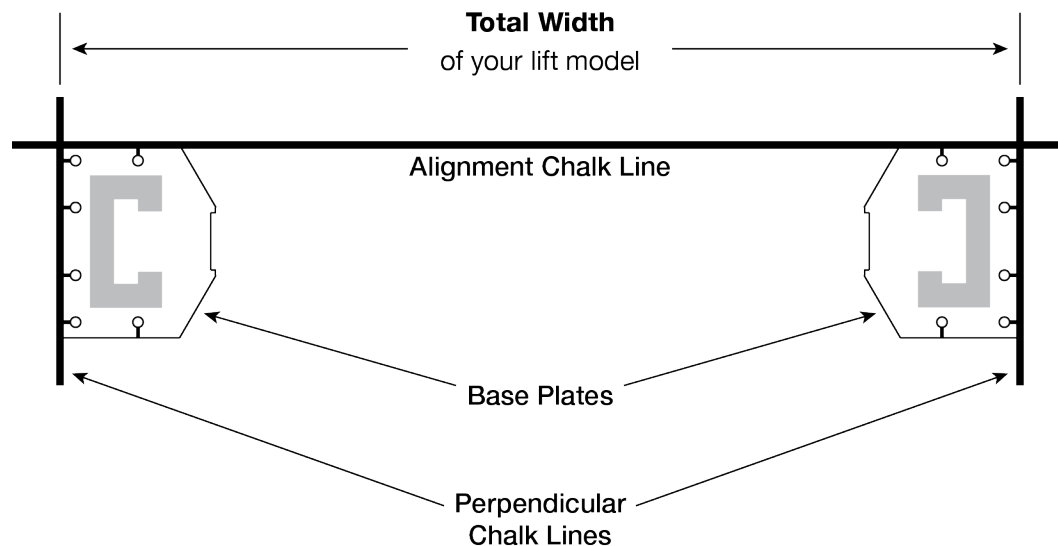 Total Width
of your lift model
Alignment Chalk Line
Base Plates
Perpendicular
Chalk Lines